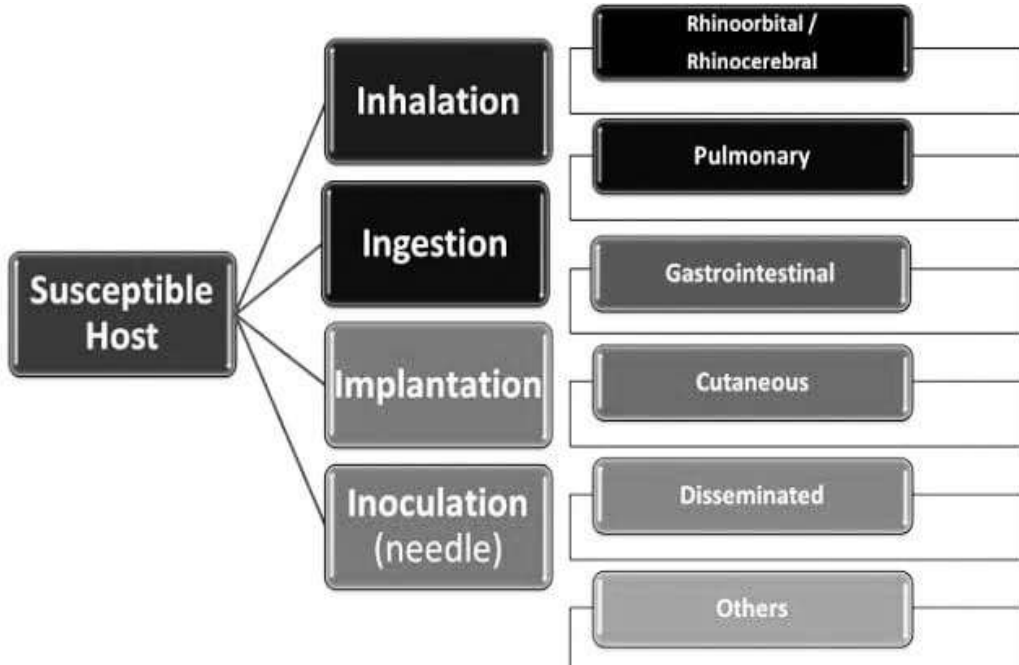 Susceptible
Host
Inhalation
Ingestion
Implantation
Inoculation
(needle)
Rhinoorbital /
Rhinocerebral
Pulmonary
Gastrointestinal
Cutaneous
Disseminated
Others